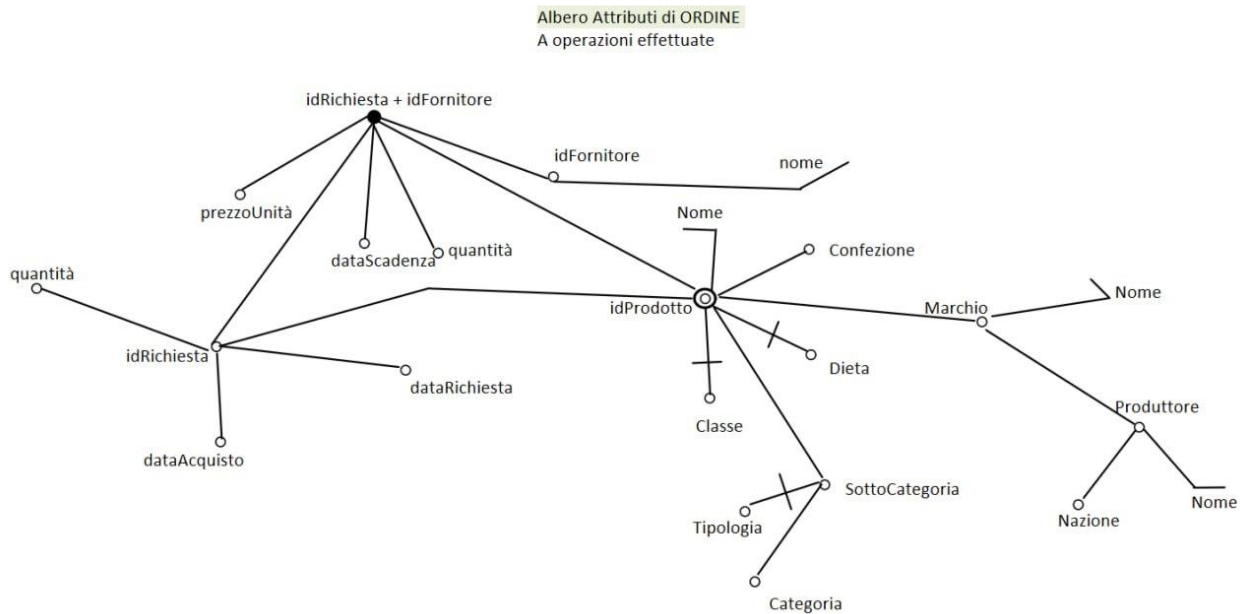 Albero Attributi di ORDINE
A operazioni effettuate
idRichiesta + idFornitore
idFornitore
nome
prezzoUnità
Nome
dataScadenza
quantità
Confezione
quantità
idProdotto
Marchio
Nome
idRichiesta
dataRichiesta
Dieta
Classe
Produttore
dataAcquisto
SottoCategoria
Tipologia
Nazione
Nome
Categoria